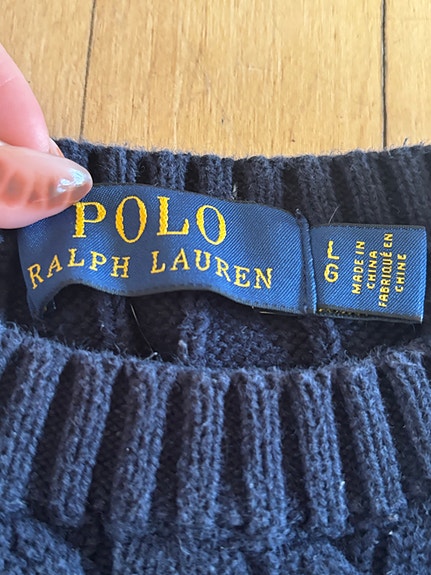 POLO
RALPH LAUREN
L
G
MADE IN
CHINA
FABRIQUÉ EN
CHINE